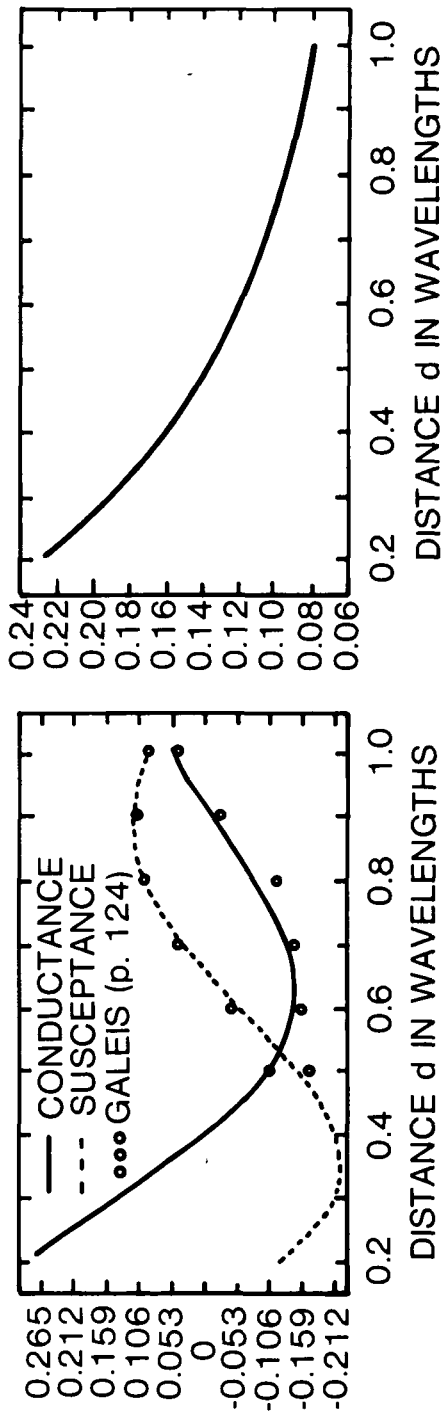 0.265
0.212
0.159
0.106
0.053
0
-0.053
-0.106
-0.159
-0.212
CONDUCTANCE
SUSCEPTANCE
GALEIS (p. 124)
0.2 0.4 0.6 0.8 1.0
DISTANCE d IN WAVELENGTHS
0.24
0.22
0.20
0.18
0.16
0.14
0.12
0.10
0.08
0.06
0.2 0.4 0.6 0.8 1.0
DISTANCE d IN WAVELENGTHS